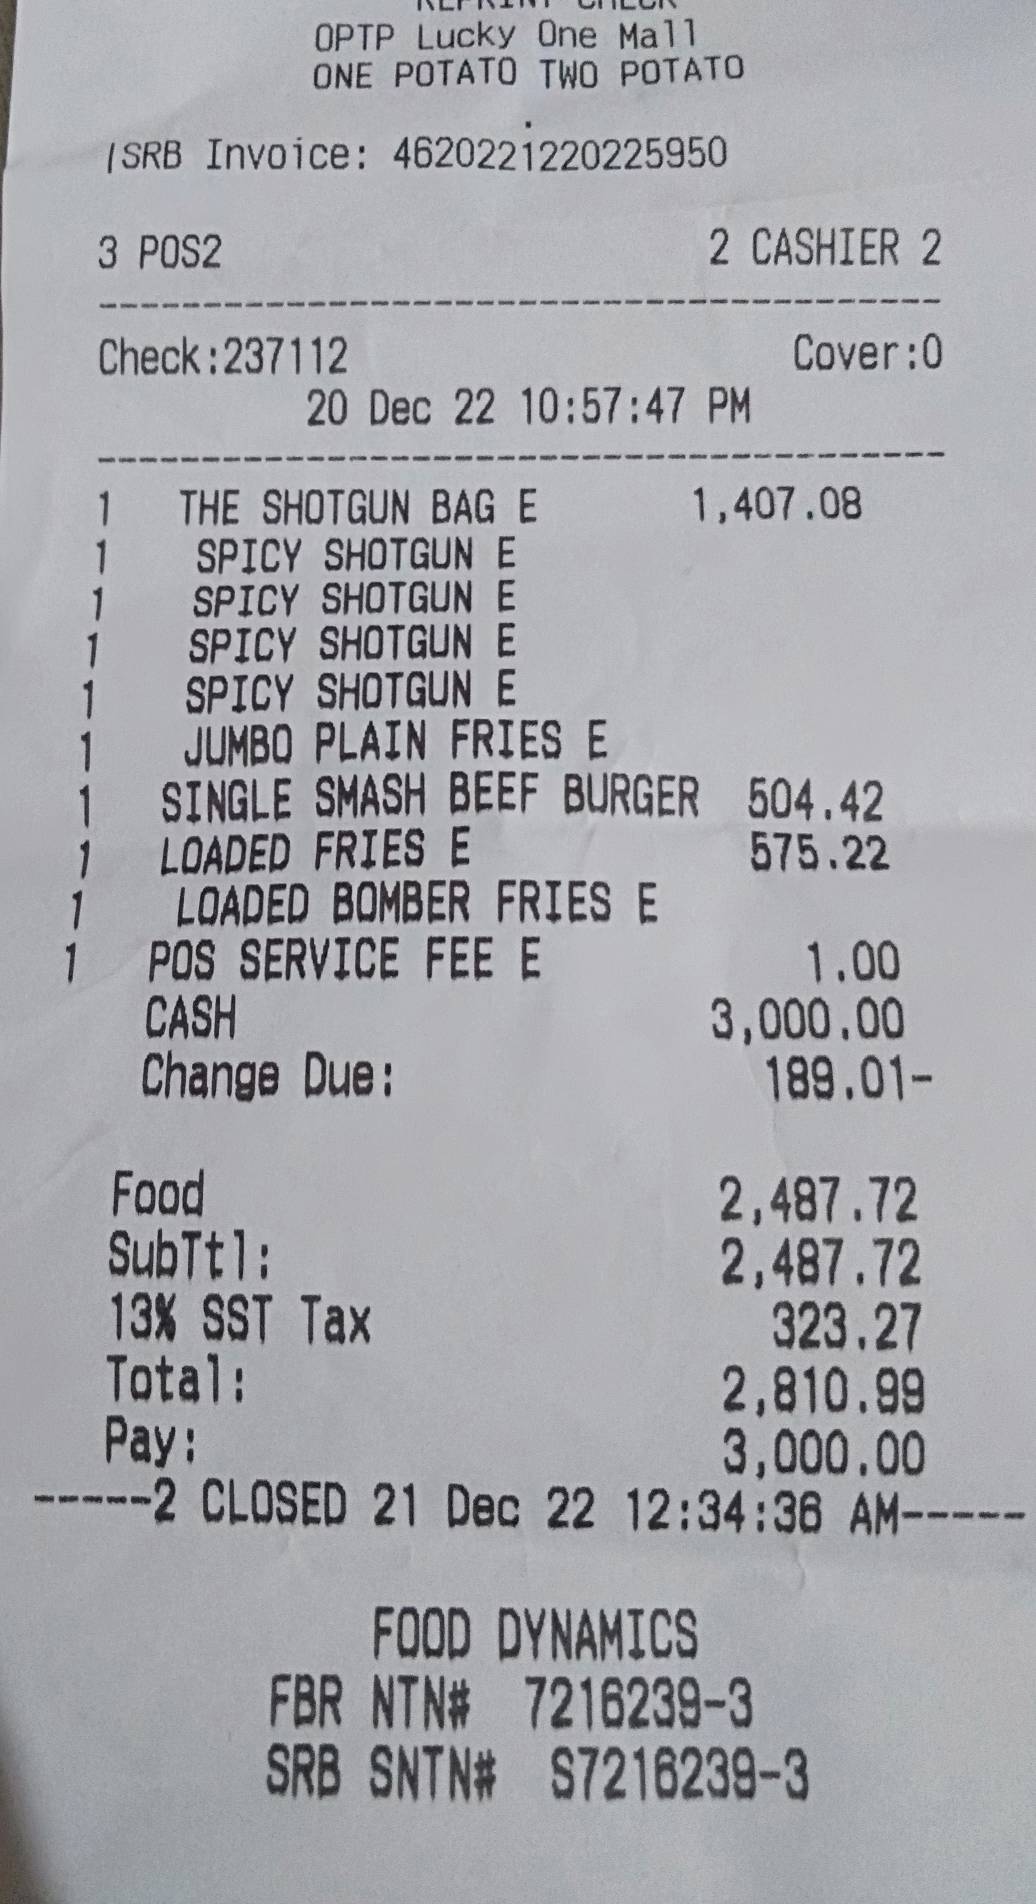 REPRINT CHECK
OPTP Lucky One Mall
ONE POTATO TWO POTATO
SRB Invoice: 4620221220225950
3 POS2 2 CASHIER 2
----------------------------------------
Check:237112 Cover:0
20 Dec 22 10:57:47 PM
----------------------------------------
1 THE SHOTGUN BAG E 1,407.08
1 SPICY SHOTGUN E
1 SPICY SHOTGUN E
1 SPICY SHOTGUN E
1 SPICY SHOTGUN E
1 JUMBO PLAIN FRIES E
1 SINGLE SMASH BEEF BURGER 504.42
1 LOADED FRIES E 575.22
1 LOADED BOMBER FRIES E
1 POS SERVICE FEE E 1.00
CASH 3,000.00
Change Due: 189.01-
Food 2,487.72
SubTtl: 2,487.72
13% SST Tax 323.27
Total: 2,810.99
Pay: 3,000.00
-----2 CLOSED 21 Dec 22 12:34:36 AM-----
FOOD DYNAMICS
FBR NTN# 7216239-3
SRB SNTN# S7216239-3